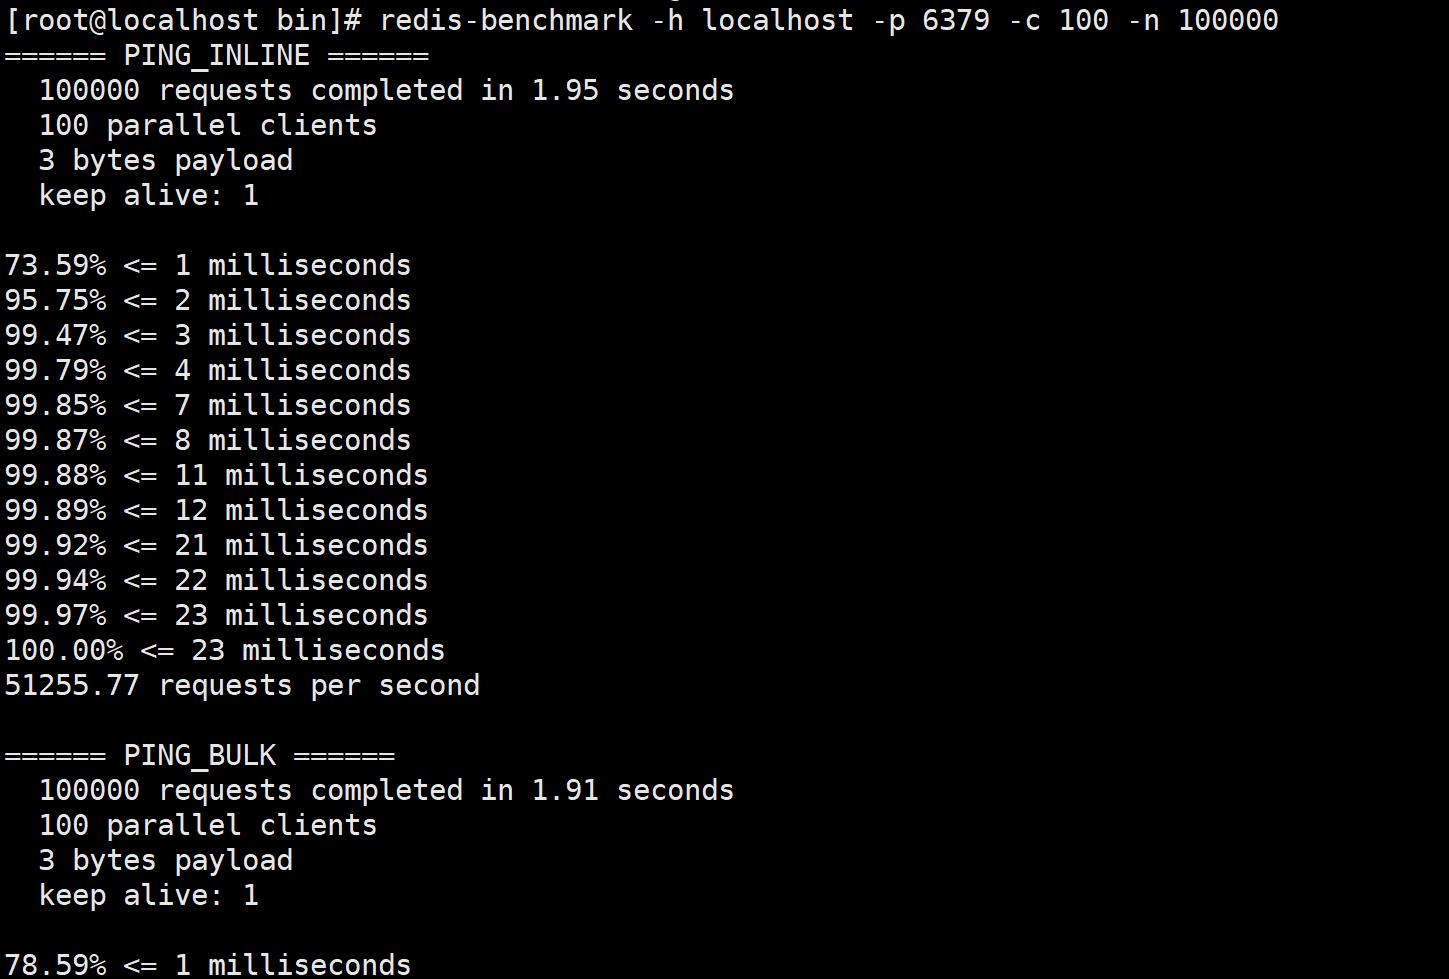 [root@localhost bin]# redis-benchmark -h localhost -p 6379 -c 100 -n 100000
====== PING_INLINE ======
  100000 requests completed in 1.95 seconds
  100 parallel clients
  3 bytes payload
  keep alive: 1

73.59% <= 1 milliseconds
95.75% <= 2 milliseconds
99.47% <= 3 milliseconds
99.79% <= 4 milliseconds
99.85% <= 7 milliseconds
99.87% <= 8 milliseconds
99.88% <= 11 milliseconds
99.89% <= 12 milliseconds
99.92% <= 21 milliseconds
99.94% <= 22 milliseconds
99.97% <= 23 milliseconds
100.00% <= 23 milliseconds
51255.77 requests per second

====== PING_BULK ======
  100000 requests completed in 1.91 seconds
  100 parallel clients
  3 bytes payload
  keep alive: 1

78.59% <= 1 milliseconds